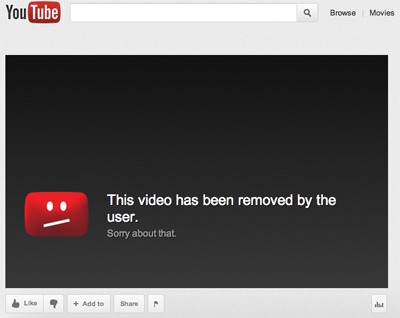 YouTube Browse | Movies
This video has been removed by the
user.
Sorry about that.
Like + Add to Share